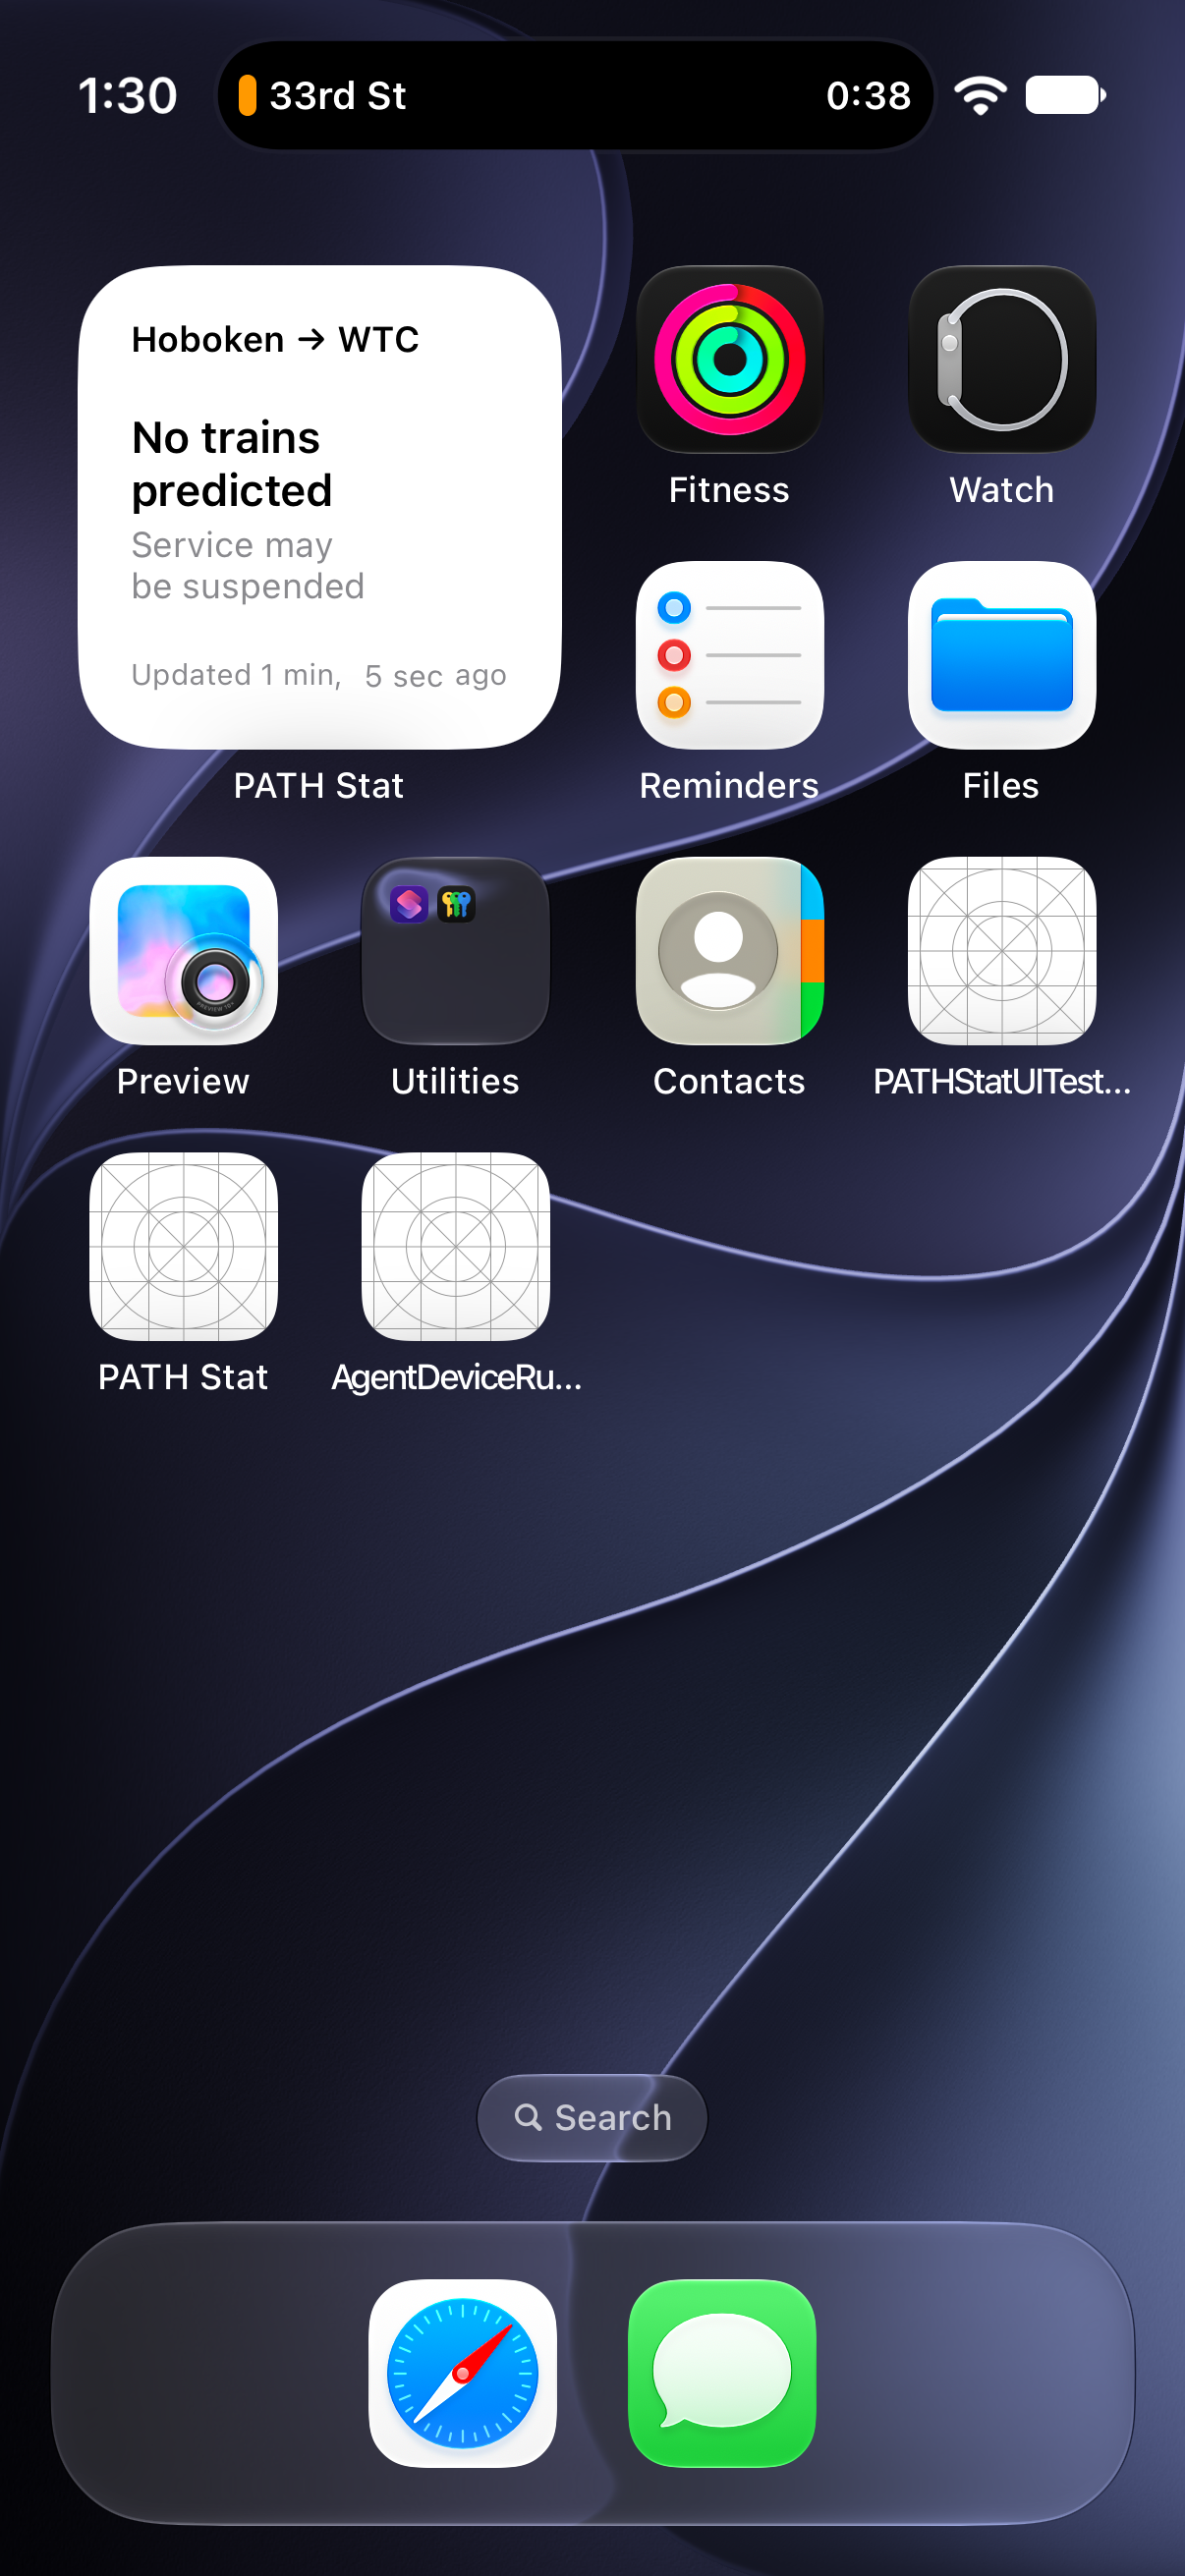 1:30
33rd St
0:38
Hoboken → WTC
No trains
predicted
Service may
be suspended
Updated 1 min, 5 sec ago
PATH Stat
Fitness
Watch
Reminders
Files
Preview
Utilities
Contacts
PATHStatUITest...
PATH Stat
AgentDeviceRu...
Search